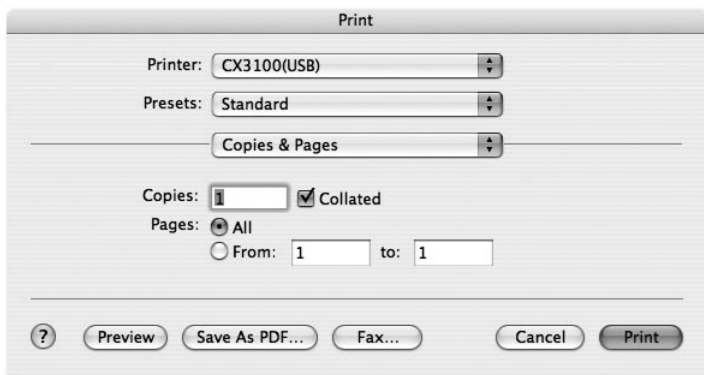 Print
Printer: CX3100(USB)
Presets: Standard
Copies & Pages
Copies: 1 Collated
Pages: All
From: 1 to: 1
? Preview Save As PDF... Fax... Cancel Print